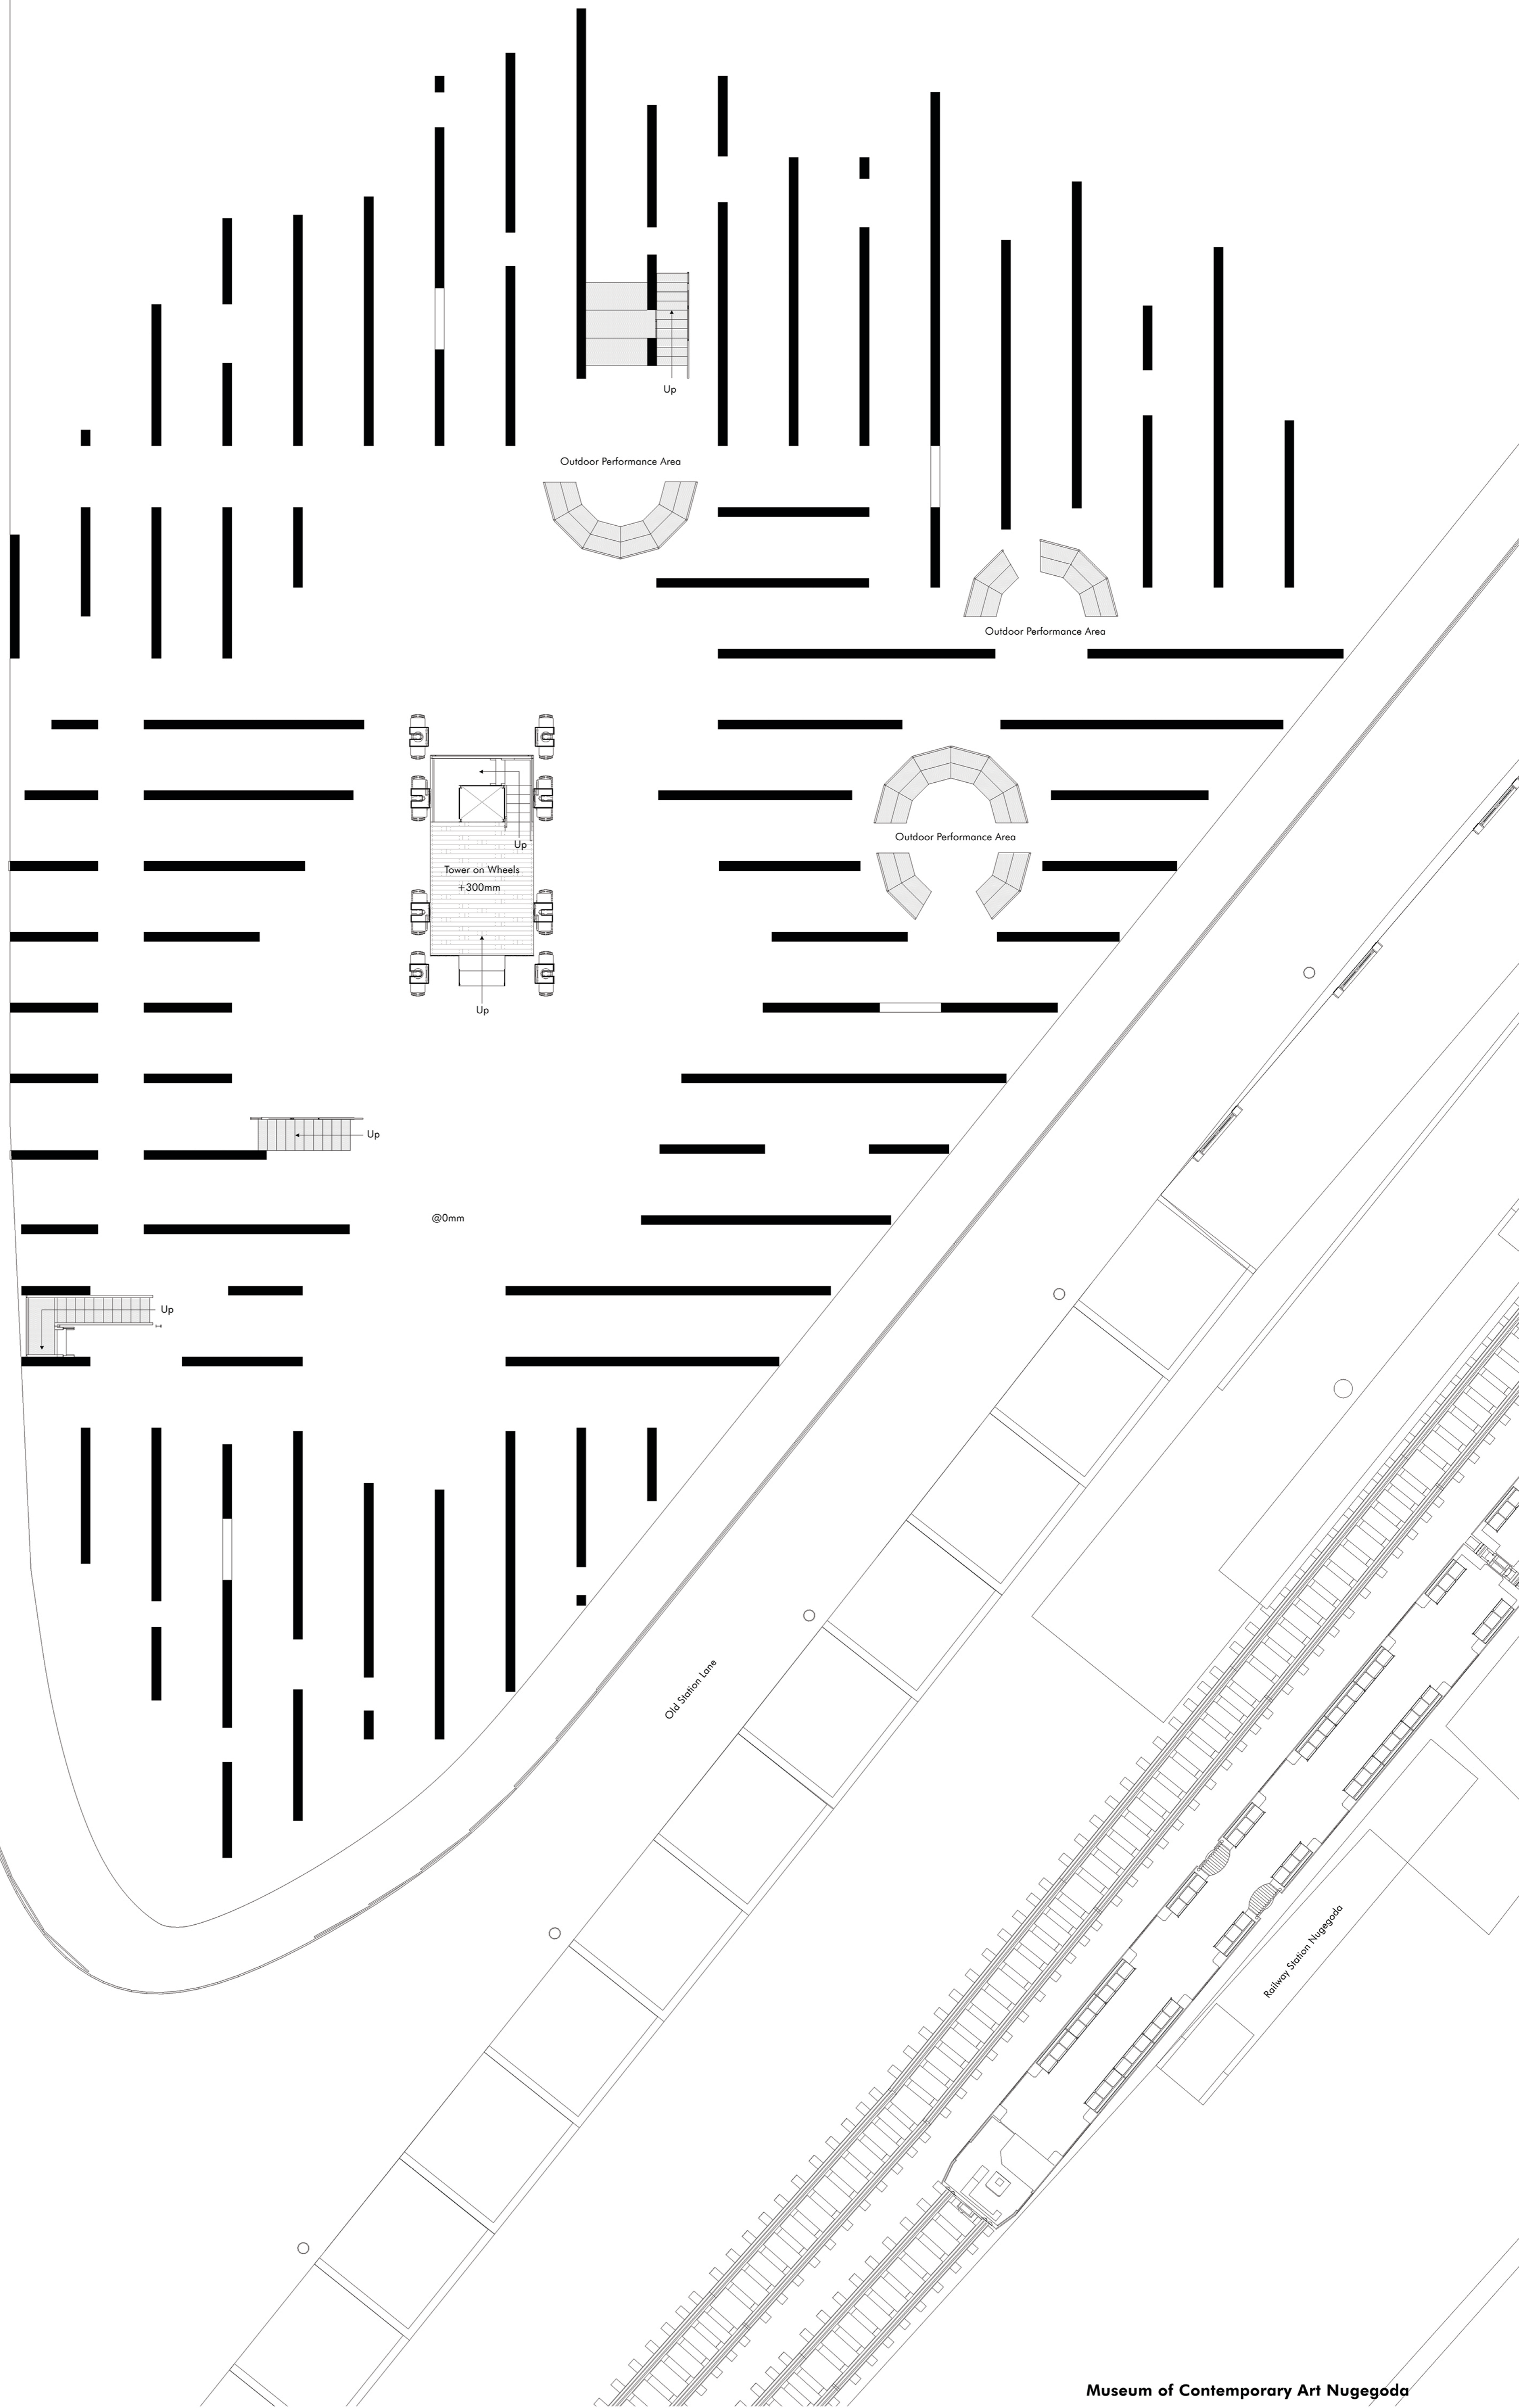 Up
Outdoor Performance Area
Outdoor Performance Area
Outdoor Performance Area
Up
Tower on Wheels
+300mm
Up
Up
@0mm
Up
Old Station Lane
Railway Station Nugegoda
Museum of Contemporary Art Nugegoda